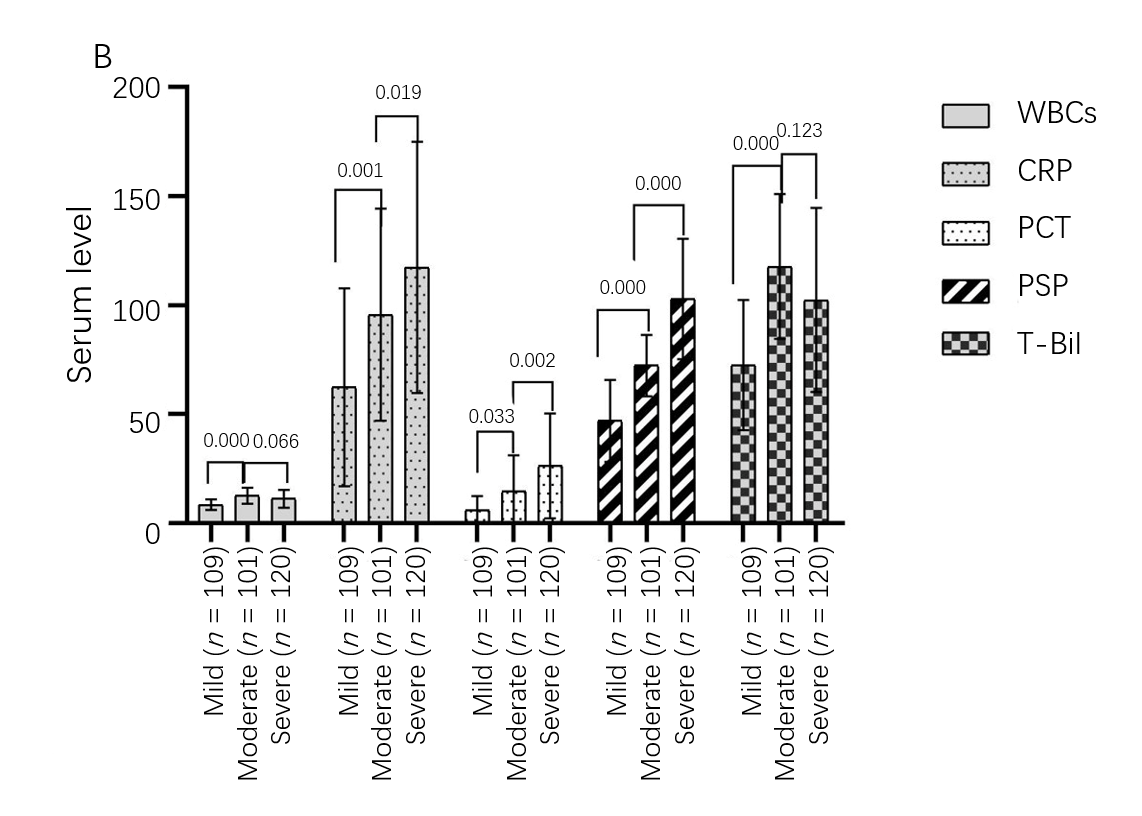 B
200
150
100
50
0
Serum level
0.000
0.066
0.001
0.019
0.033
0.002
0.000
0.000
0.000
0.123
Mild (n = 109)
Moderate (n = 101)
Severe (n = 120)
Mild (n = 109)
Moderate (n = 101)
Severe (n = 120)
Mild (n = 109)
Moderate (n = 101)
Severe (n = 120)
Mild (n = 109)
Moderate (n = 101)
Severe (n = 120)
Mild (n = 109)
Moderate (n = 101)
Severe (n = 120)
WBCs
CRP
PCT
PSP
T-Bil